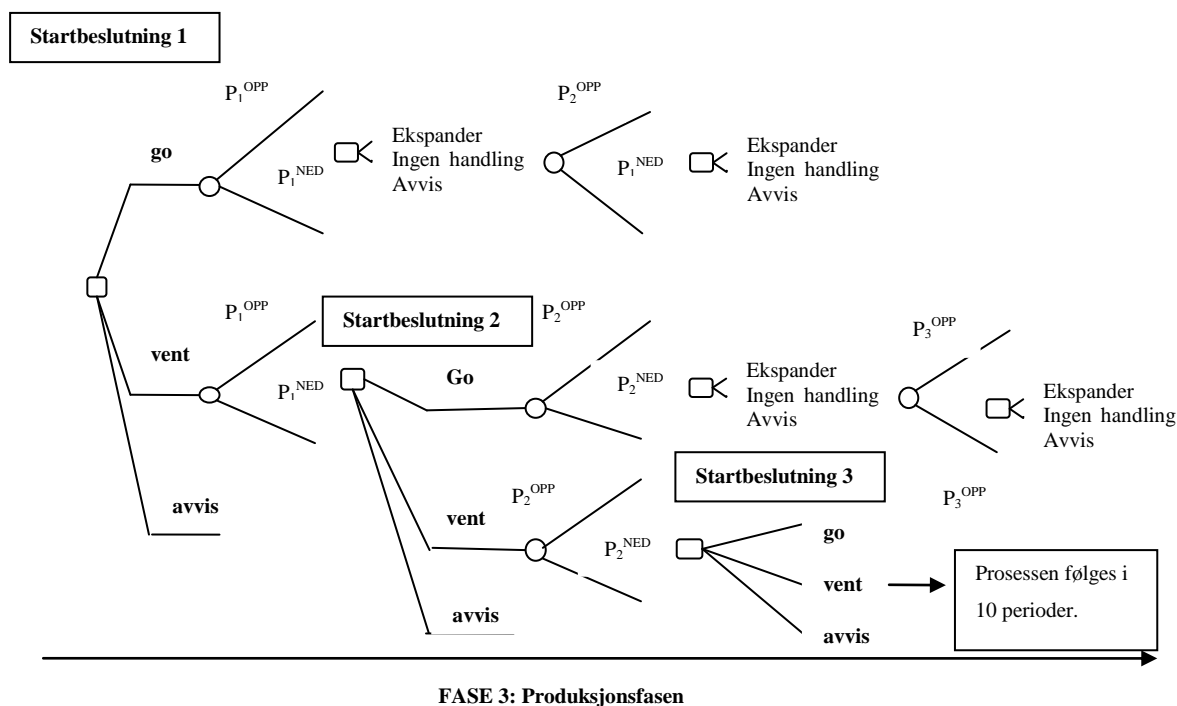 Startbeslutning 1
P₁ᴼᴾᴾ
P₂ᴼᴾᴾ
go
P₁ᴺᴱᴰ
Ekspander
Ingen handling
Avvis
P₁ᴺᴱᴰ
Ekspander
Ingen handling
Avvis
P₁ᴼᴾᴾ
Startbeslutning 2
P₂ᴼᴾᴾ
P₃ᴼᴾᴾ
vent
P₁ᴺᴱᴰ
Go
P₂ᴺᴱᴰ
Ekspander
Ingen handling
Avvis
Ekspander
Ingen handling
Avvis
avvis
P₂ᴼᴾᴾ
Startbeslutning 3
P₃ᴼᴾᴾ
vent
P₂ᴺᴱᴰ
go
vent
avvis
Prosessen følges i
10 perioder.
avvis
FASE 3: Produksjonsfasen